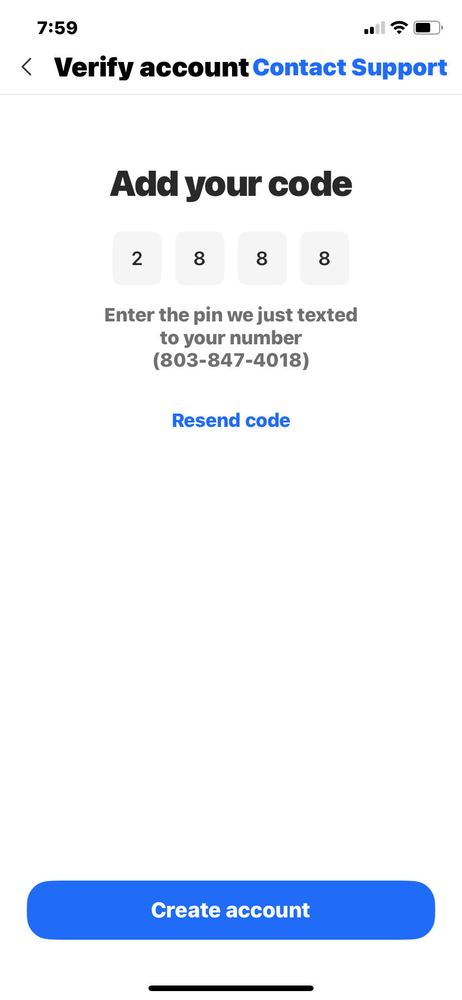 7:59
Verify account Contact Support
Add your code
2 8 8 8
Enter the pin we just texted
to your number
(803-847-4018)
Resend code
Create account